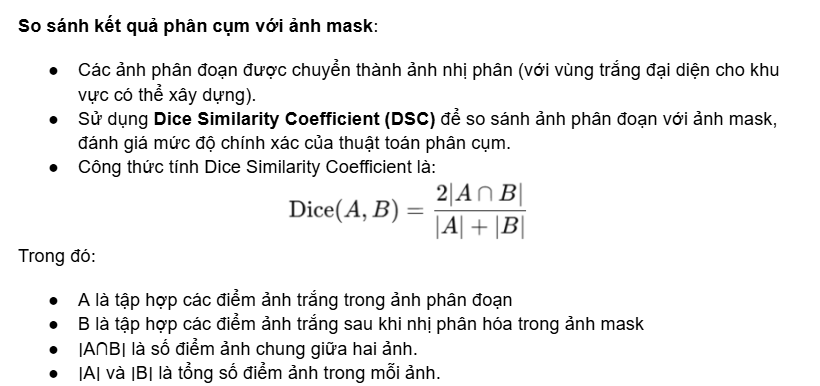 So sánh kết quả phân cụm với ảnh mask:
● Các ảnh phân đoạn được chuyển thành ảnh nhị phân (với vùng trắng đại diện cho khu
vực có thể xây dựng).
● Sử dụng Dice Similarity Coefficient (DSC) để so sánh ảnh phân đoạn với ảnh mask,
đánh giá mức độ chính xác của thuật toán phân cụm.
● Công thức tính Dice Similarity Coefficient là:
Dice(A, B) = 2|A ∩ B| / |A| + |B|
Trong đó:
● A là tập hợp các điểm ảnh trắng trong ảnh phân đoạn
● B là tập hợp các điểm ảnh trắng sau khi nhị phân hóa trong ảnh mask
● |A∩B| là số điểm ảnh chung giữa hai ảnh.
● |A| và |B| là tổng số điểm ảnh trong mỗi ảnh.